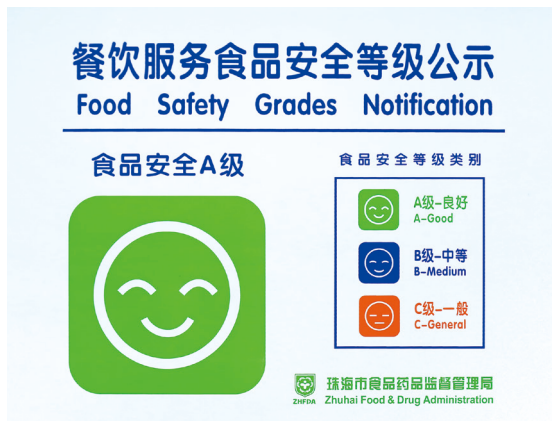 餐饮服务食品安全等级公示
Food Safety Grades Notification
食品安全A级
食品安全等级类别
A级-良好
A-Good
B级-中等
B-Medium
C级-一般
C-General
ZHFDA
珠海市食品药品监督管理局
Zhuhai Food & Drug Administration